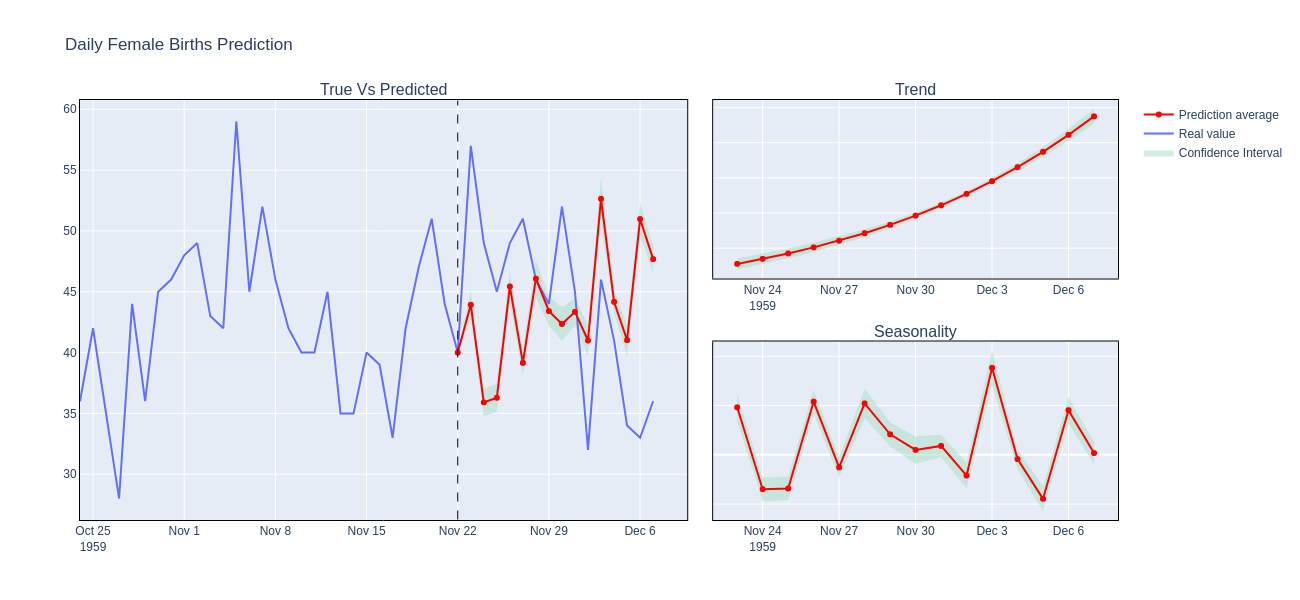 Daily Female Births Prediction
True Vs Predicted
60
55
50
45
40
35
30
Oct 25
1959
Nov 1
Nov 8
Nov 15
Nov 22
Nov 29
Dec 6
Trend
Nov 24
1959
Nov 27
Nov 30
Dec 3
Dec 6
Seasonality
Nov 24
1959
Nov 27
Nov 30
Dec 3
Dec 6
Prediction average
Real value
Confidence Interval